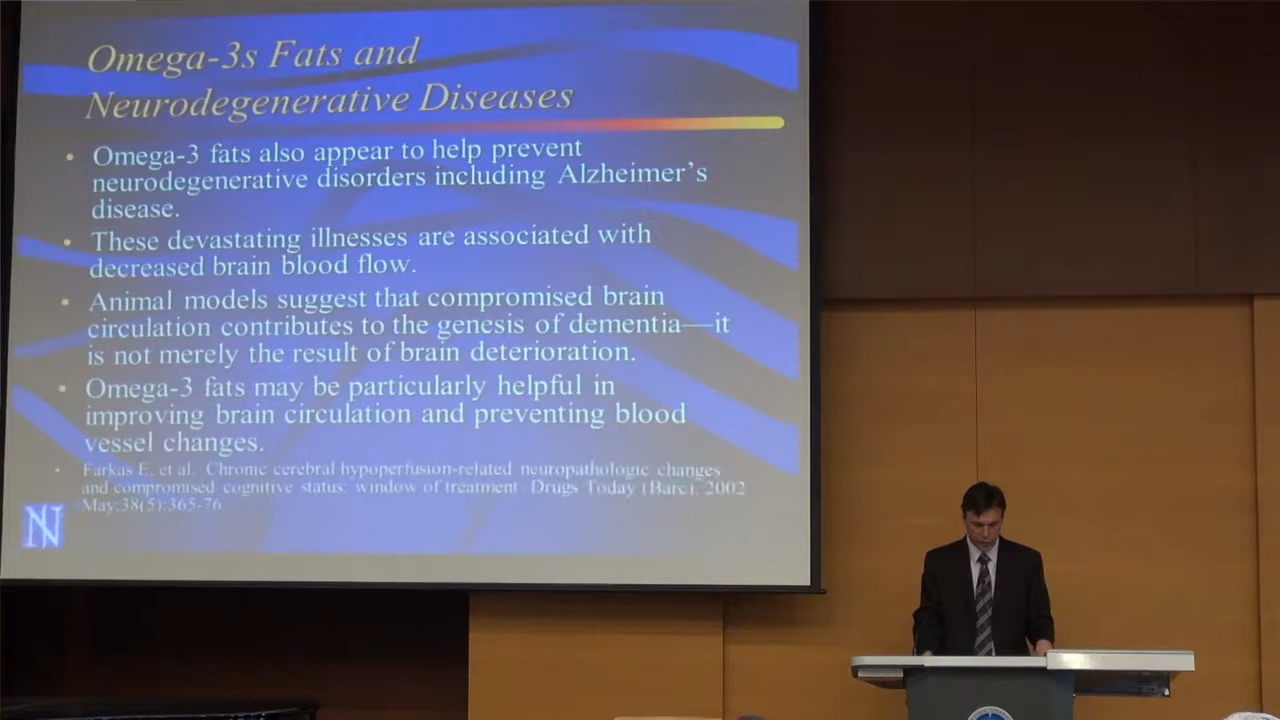 Omega-3s Fats and
Neurodegenerative Diseases
• Omega-3 fats also appear to help prevent
neurodegenerative disorders including Alzheimer's
disease.
• These devastating illnesses are associated with
decreased brain blood flow.
• Animal models suggest that compromised brain
circulation contributes to the genesis of dementia—it
is not merely the result of brain deterioration.
• Omega-3 fats may be particularly helpful in
improving brain circulation and preventing blood
vessel changes.
• Farkas E, et al. Chronic cerebral hypoperfusion-related neuropathologic changes
and compromised cognitive status: window of treatment. Drugs Today (Barc). 2002
May;38(5):365-76.
N